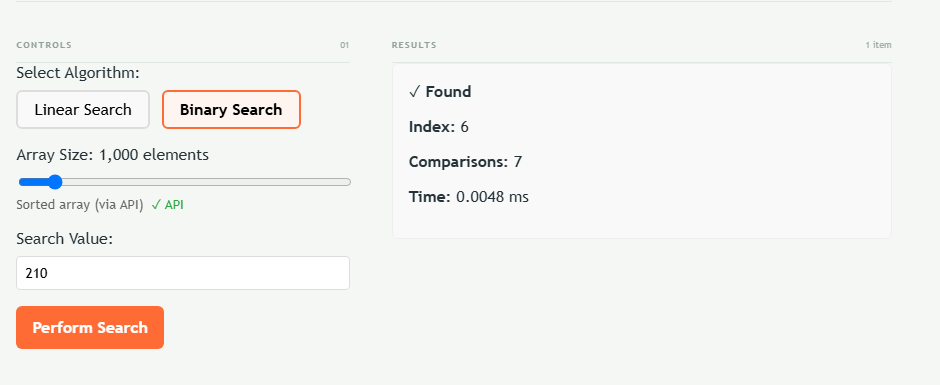 CONTROLS
01
Select Algorithm:
Linear Search
Binary Search
Array Size: 1,000 elements
Sorted array (via API) ✓ API
Search Value:
210
Perform Search
RESULTS
1 item
✓ Found
Index: 6
Comparisons: 7
Time: 0.0048 ms